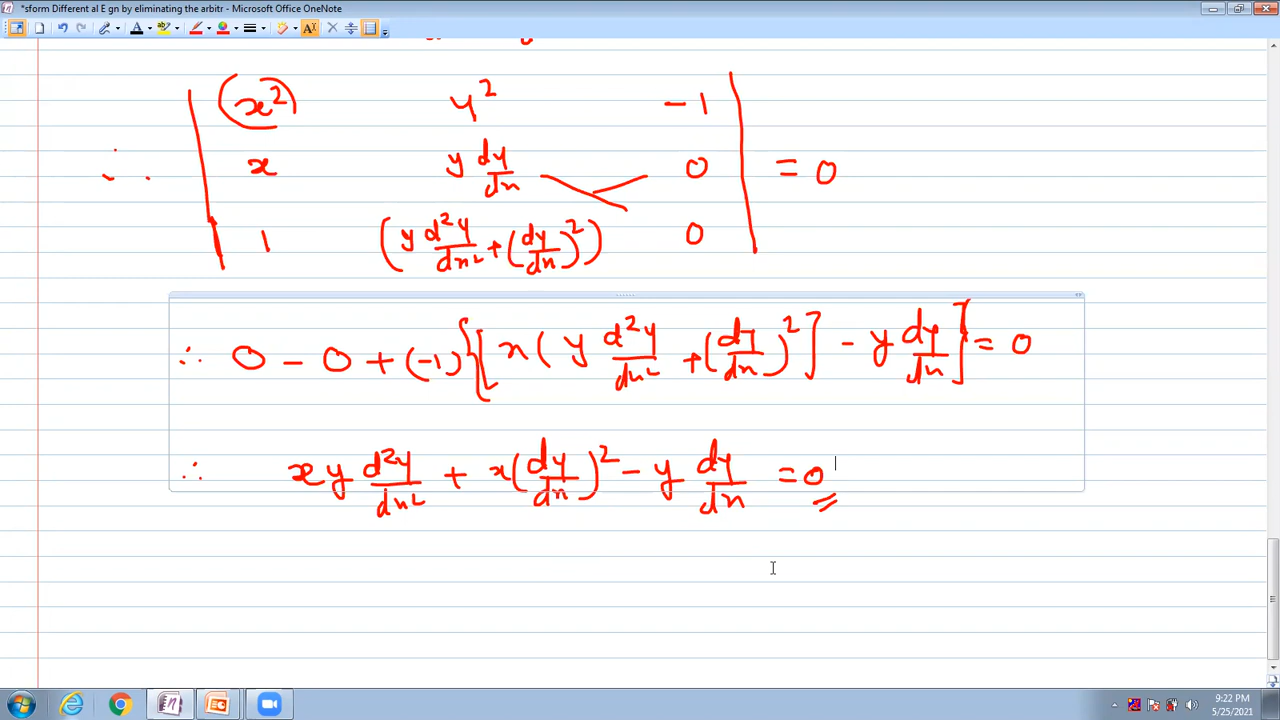 *sform Different al E gn by eliminating the arbitr - Microsoft Office OneNote
x² y² -1
∴ x y dy/dx 0 = 0
1 (y d²y/dx² + (dy/dx)²) 0
∴ 0 - 0 + (-1) {[x(y d²y/dx² + (dy/dx)²] - y dy/dx} = 0
∴ xy d²y/dx² + x(dy/dx)² - y dy/dx = 0
9:22 PM
5/25/2021